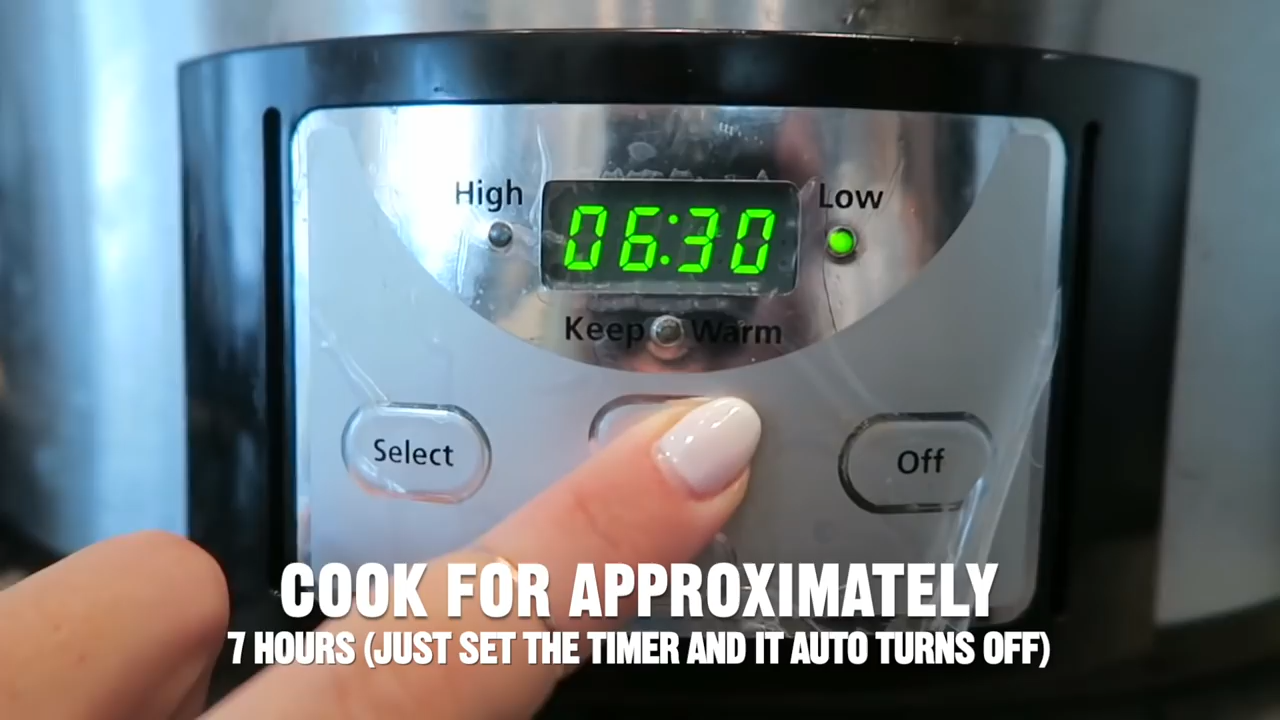 High
06:30
Low
Keep Warm
Select
Off
COOK FOR APPROXIMATELY
7 HOURS (JUST SET THE TIMER AND IT AUTO TURNS OFF)